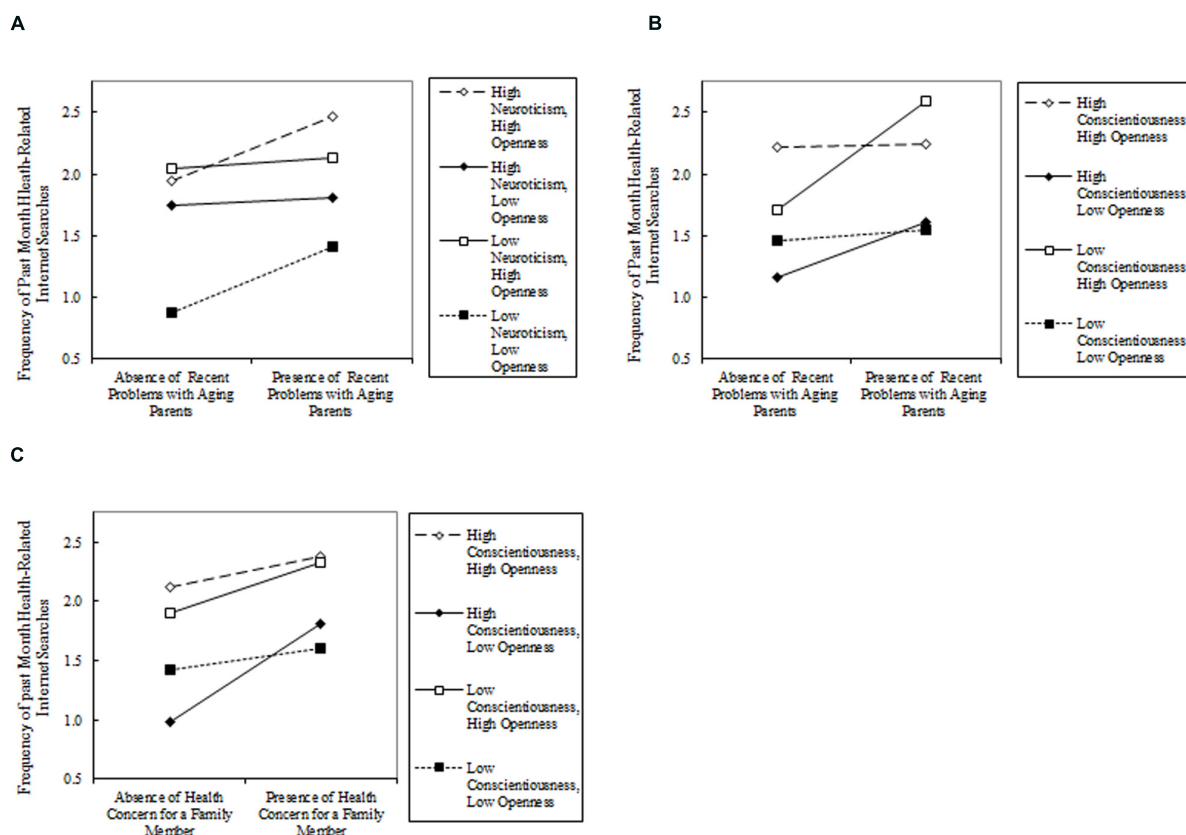 A
Frequency of Past Month Hleath-Related
Internet Searches
2.5
2.0
1.5
1.0
0.5
Absence of Recent
Problems with Aging
Parents
Presence of Recent
Problems with Aging
Parents
High
Neuroticism,
High
Openness
High
Neuroticism,
Low
Openness
Low
Neuroticism,
High
Openness
Low
Neuroticism,
Low
Openness
B
Frequency of Past Month Health-Related
Internet Searches
2.5
2.0
1.5
1.0
0.5
Absence of Recent
Problems with Aging
Parents
Presence of Recent
Problems with Aging
Parents
High
Conscientiousness
High Openness
High
Conscientiousness
Low Openness
Low
Conscientiousness
High Openness
Low
Conscientiousness
Low Openness
C
Frequency of past Month Health-Related
Internet Searches
2.5
2.0
1.5
1.0
0.5
Absence of Health
Concern for a Family
Member
Presence of Health
Concern for a Family
Member
High
Conscientiousness,
High Openness
High
Conscientiousness,
Low Openness
Low
Conscientiousness,
High Openness
Low
Conscientiousness,
Low Openness